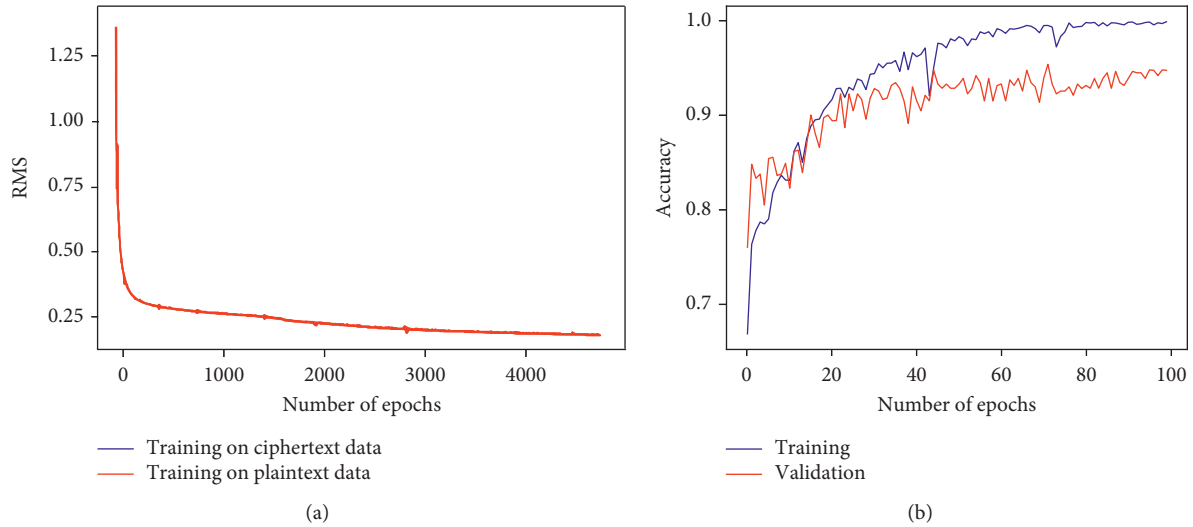 1.25
1.00
0.75
0.50
0.25
RMS
0
1000
2000
3000
4000
Number of epochs
Training on ciphertext data
Training on plaintext data
(a)
1.0
0.9
0.8
0.7
Accuracy
0
20
40
60
80
100
Number of epochs
Training
Validation
(b)